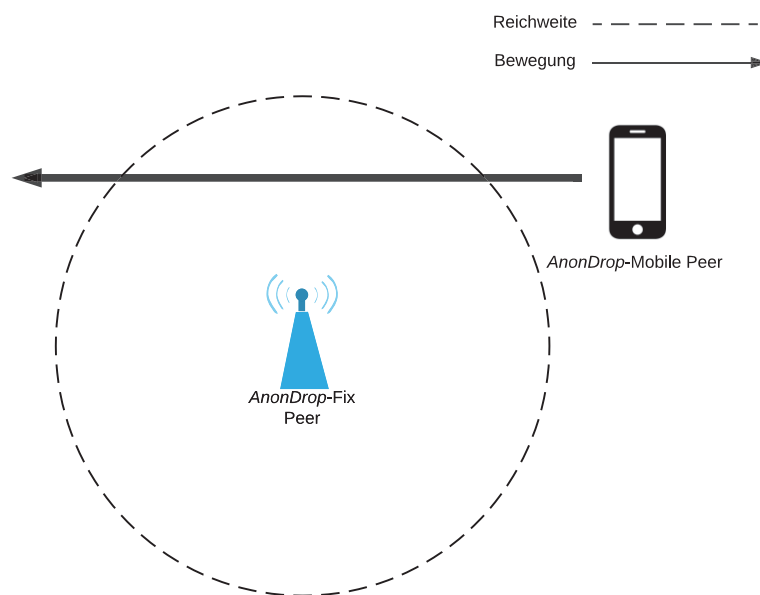 Reichweite
Bewegung
AnonDrop-Mobile Peer
AnonDrop-Fix
Peer